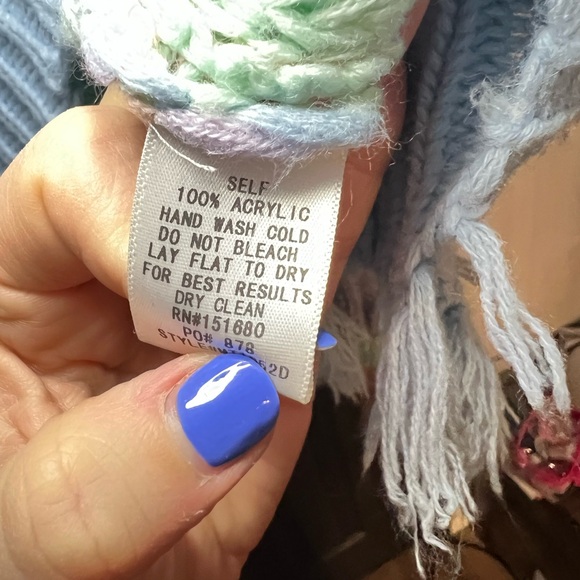 SELF
100% ACRYLIC
HAND WASH COLD
DO NOT BLEACH
LAY FLAT TO DRY
FOR BEST RESULTS
DRY CLEAN
RN#151680
PO# 878